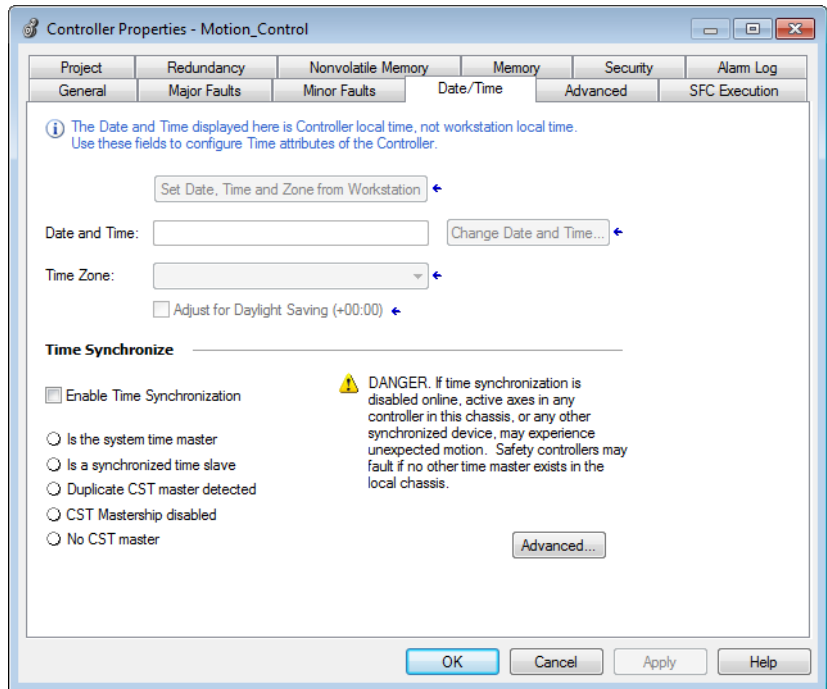 Controller Properties - Motion_Control
Project Redundancy Nonvolatile Memory Memory Security Alarm Log
General Major Faults Minor Faults Date/Time Advanced SFC Execution
The Date and Time displayed here is Controller local time, not workstation local time.
Use these fields to configure Time attributes of the Controller.
Set Date, Time and Zone from Workstation
Date and Time:
Change Date and Time...
Time Zone:
Adjust for Daylight Saving (+00:00)
Time Synchronize
Enable Time Synchronization
Is the system time master
Is a synchronized time slave
Duplicate CST master detected
CST Mastership disabled
No CST master
DANGER. If time synchronization is
disabled online, active axes in any
controller in this chassis, or any other
synchronized device, may experience
unexpected motion. Safety controllers may
fault if no other time master exists in the
local chassis.
Advanced...
OK Cancel Apply Help